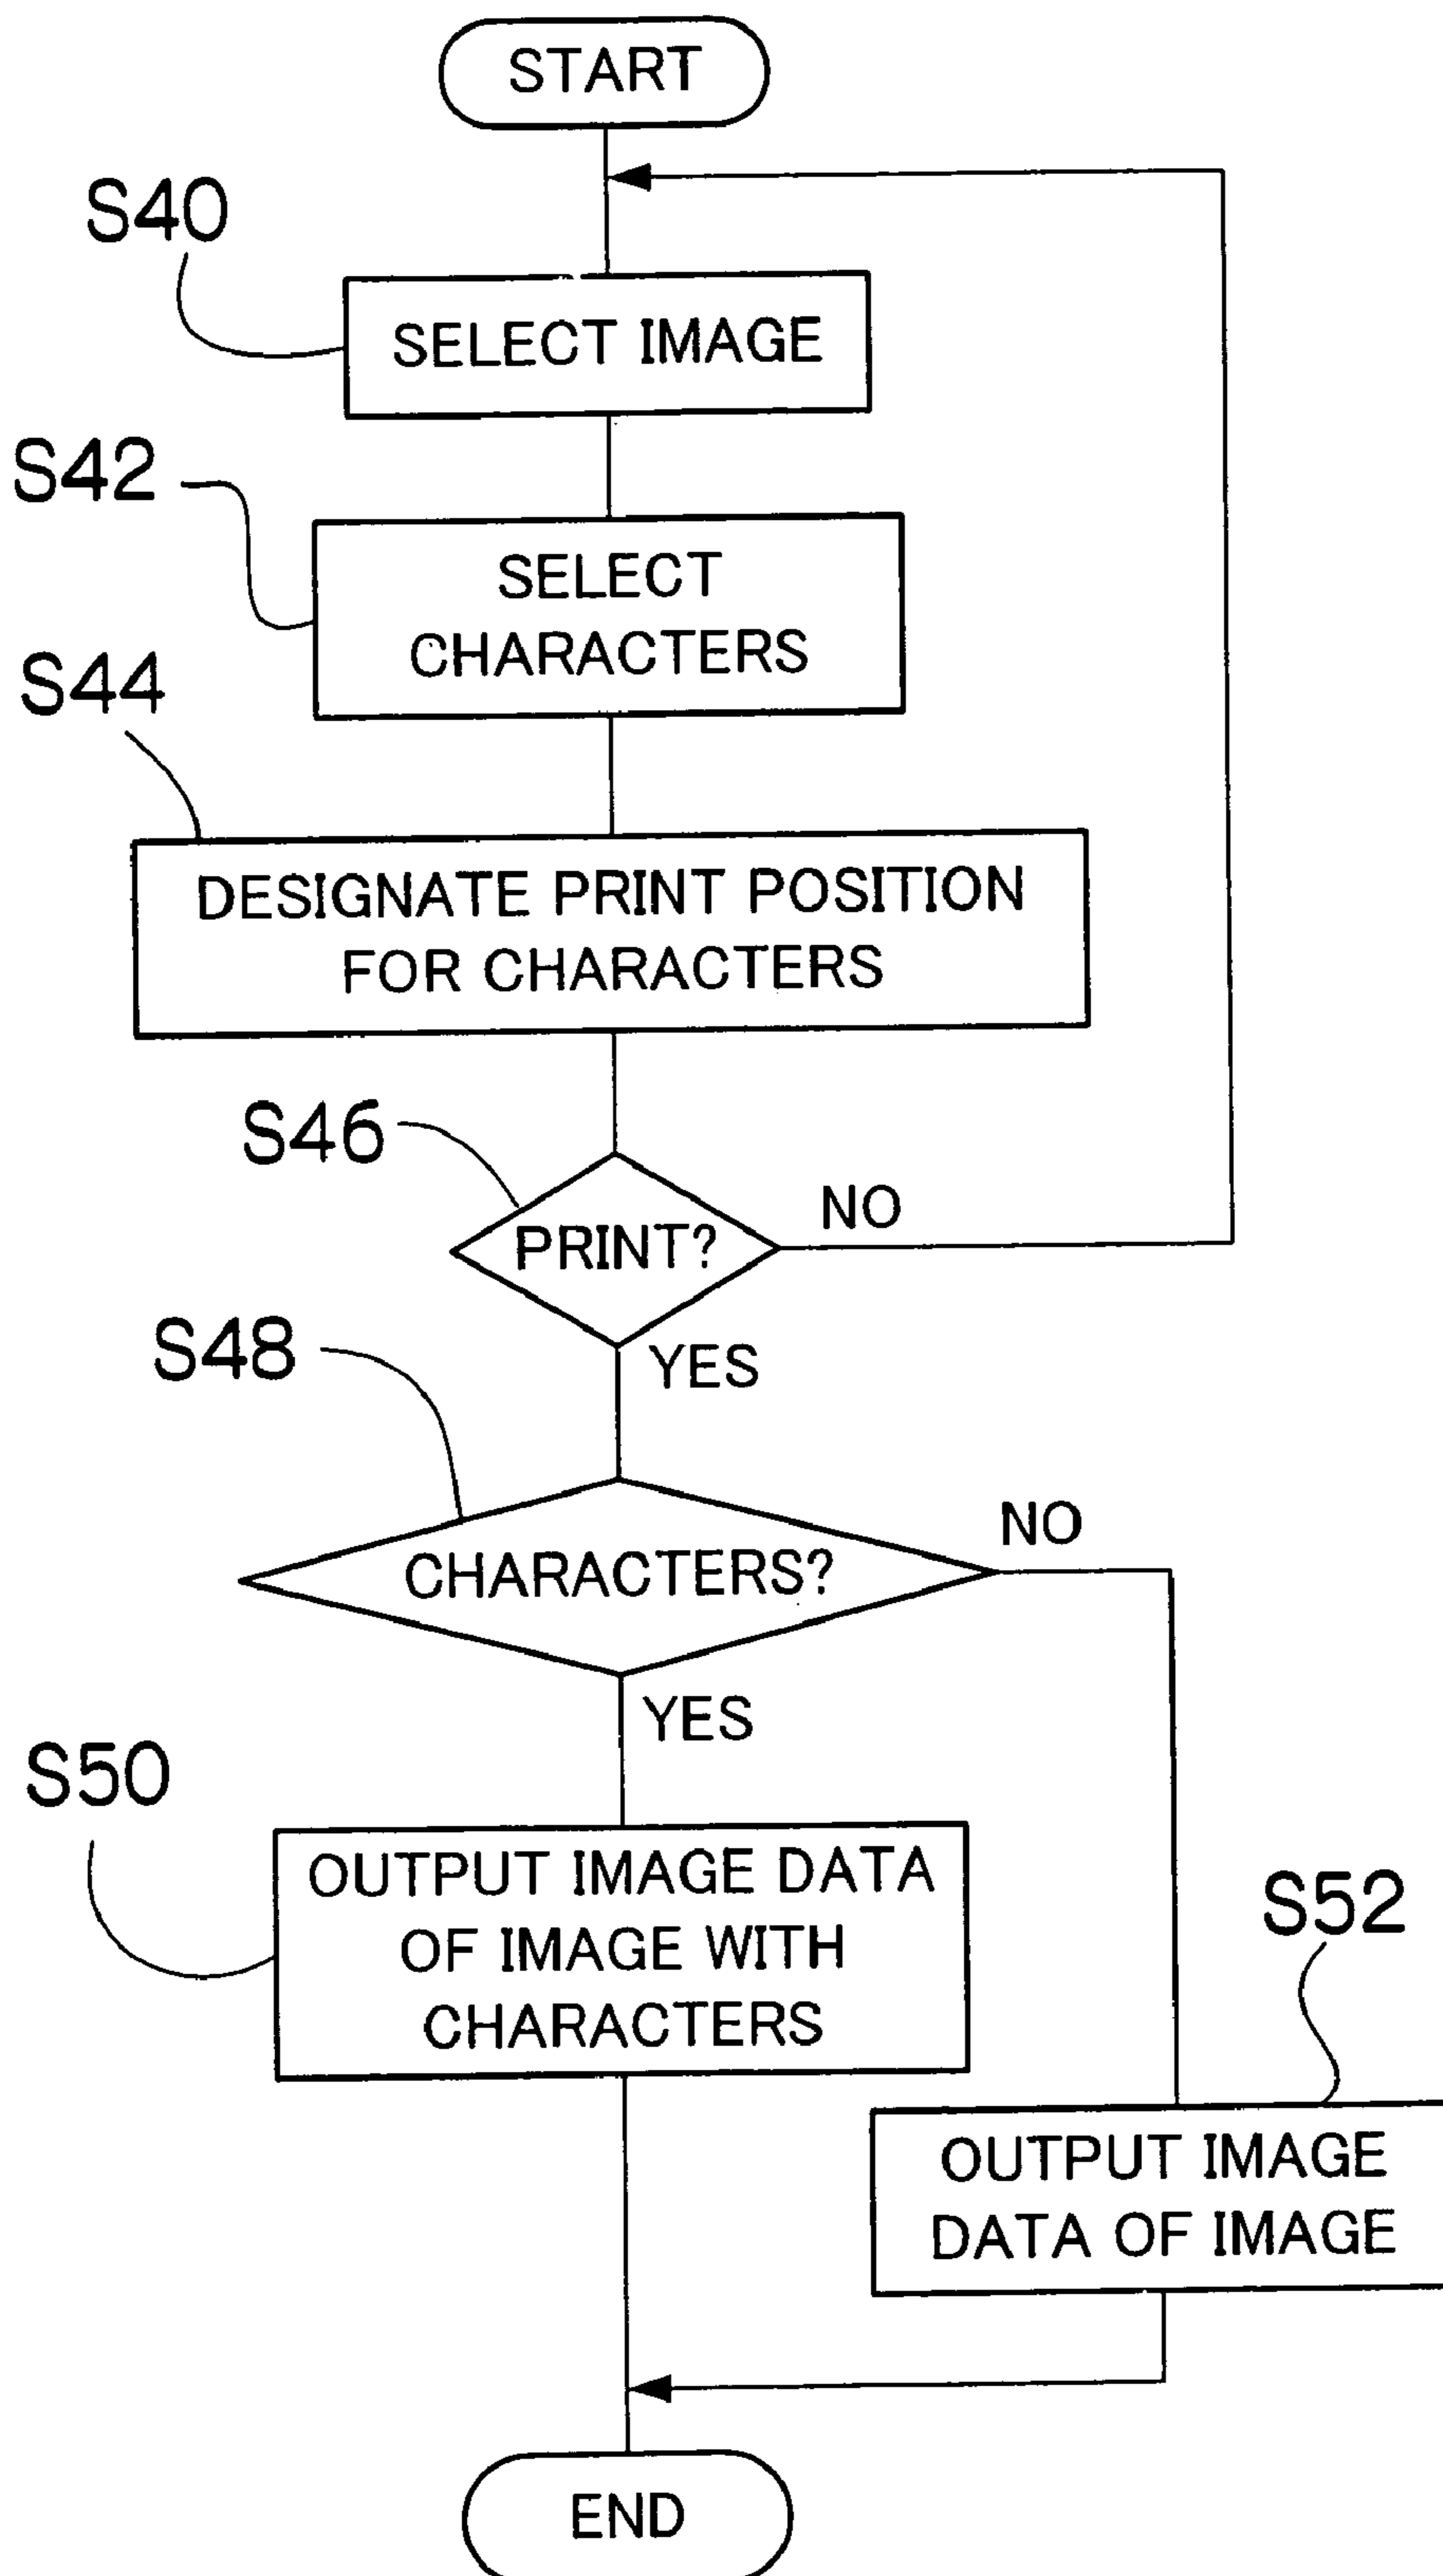 START
S40
SELECT IMAGE
S42
SELECT
CHARACTERS
S44
DESIGNATE PRINT POSITION
FOR CHARACTERS
S46
PRINT?
NO
YES
S48
CHARACTERS?
NO
YES
S50
OUTPUT IMAGE DATA
OF IMAGE WITH
CHARACTERS
S52
OUTPUT IMAGE
DATA OF IMAGE
END